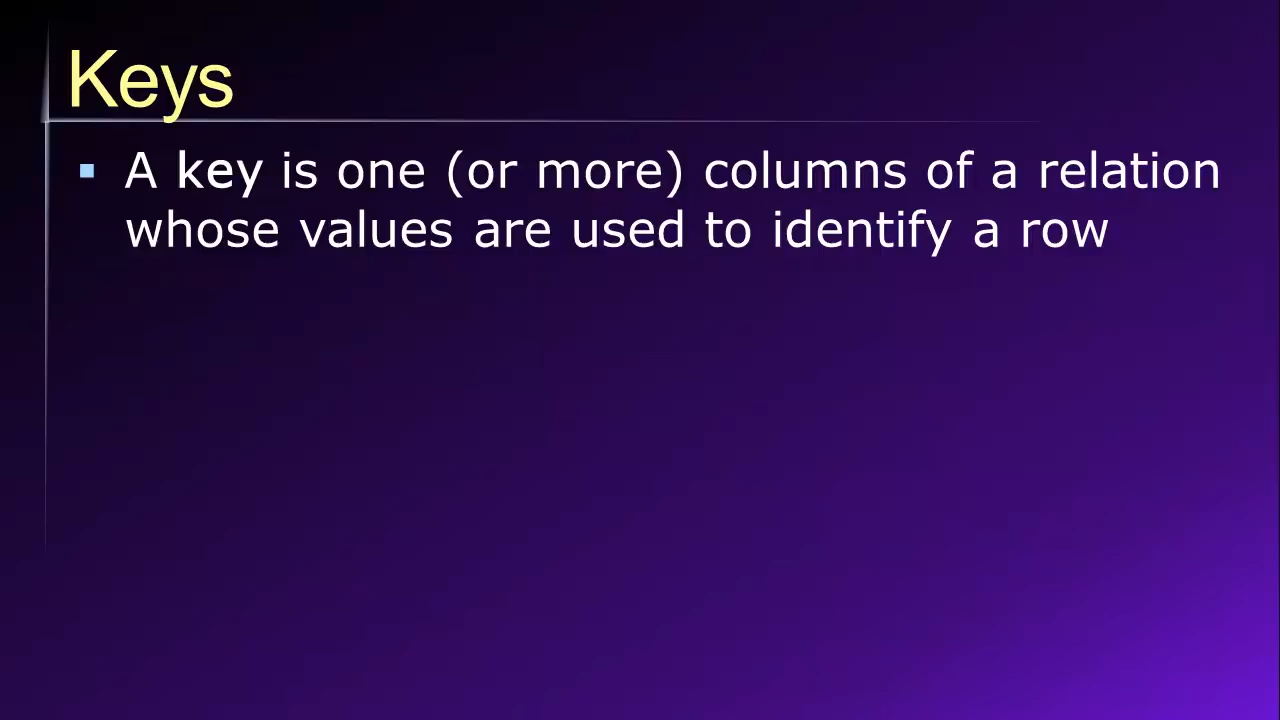 Keys
A key is one (or more) columns of a relation
whose values are used to identify a row